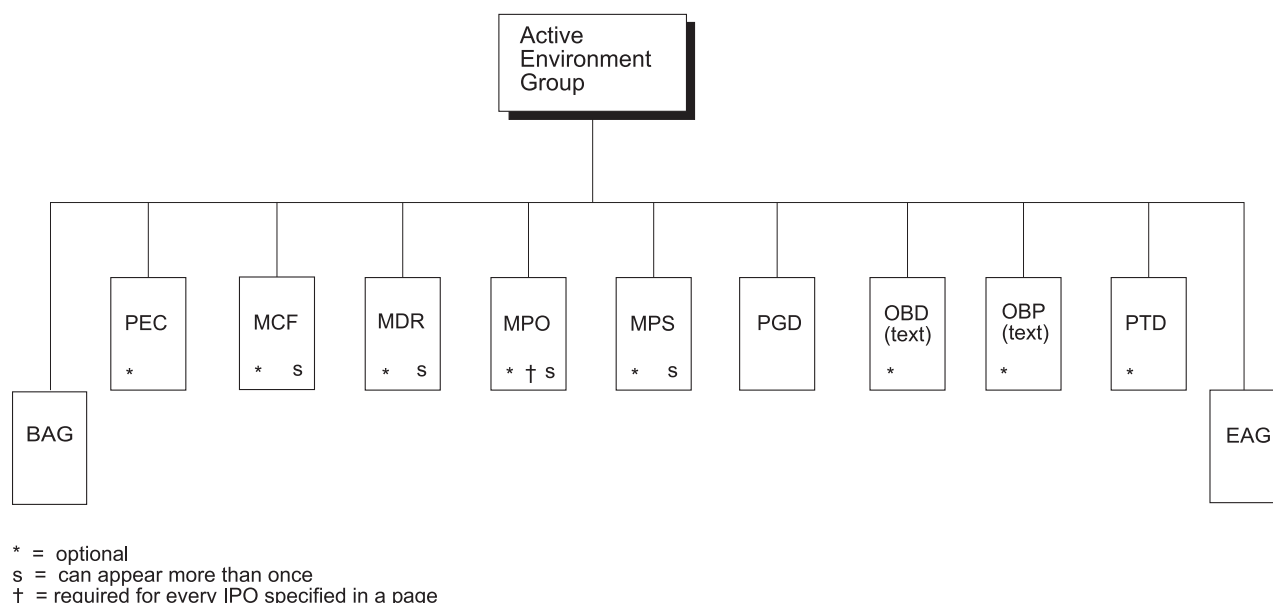 Active
Environment
Group
PEC
*
MCF
* s
MDR
* s
MPO
* † s
MPS
* s
PGD
OBD
(text)
*
OBP
(text)
*
PTD
*
BAG
EAG
* = optional
s = can appear more than once
† = required for every IPO specified in a page